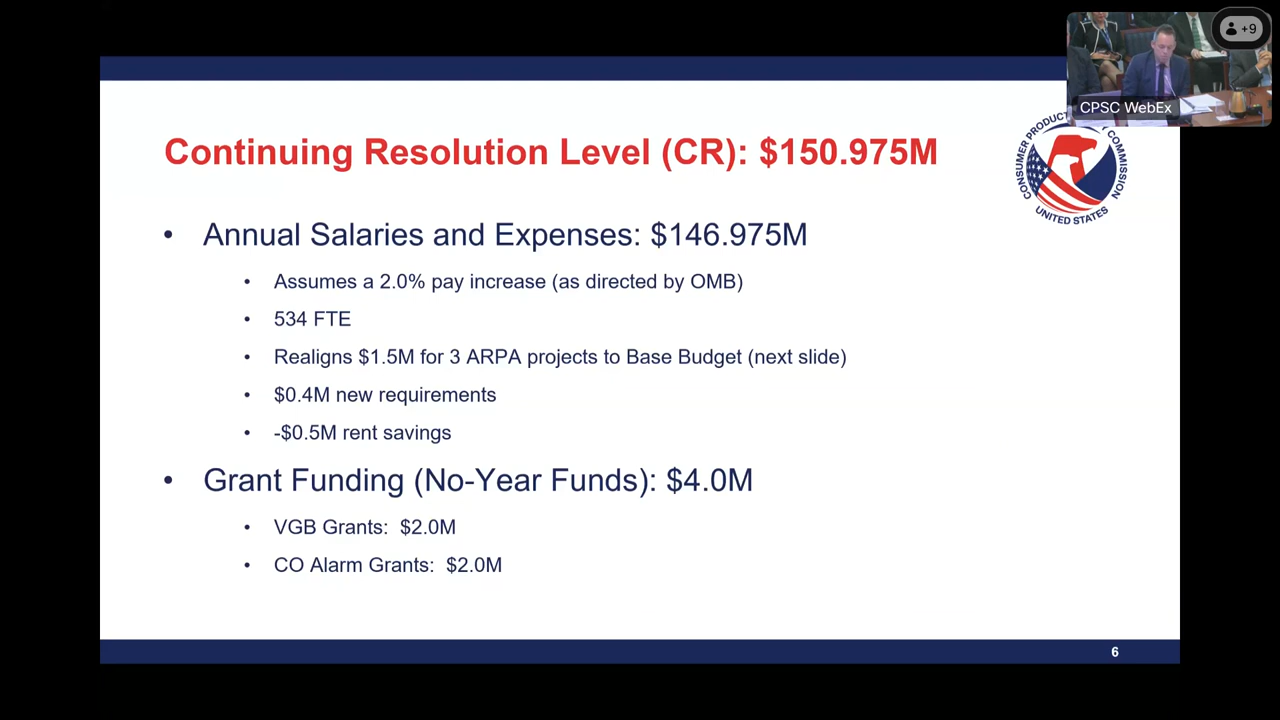 +9
CPSC WebEx
Continuing Resolution Level (CR): $150.975M
CONSUMER PRODUCT COMMISSION
UNITED STATES
• Annual Salaries and Expenses: $146.975M
• Assumes a 2.0% pay increase (as directed by OMB)
• 534 FTE
• Realigns $1.5M for 3 ARPA projects to Base Budget (next slide)
• $0.4M new requirements
• -$0.5M rent savings
• Grant Funding (No-Year Funds): $4.0M
• VGB Grants: $2.0M
• CO Alarm Grants: $2.0M
6